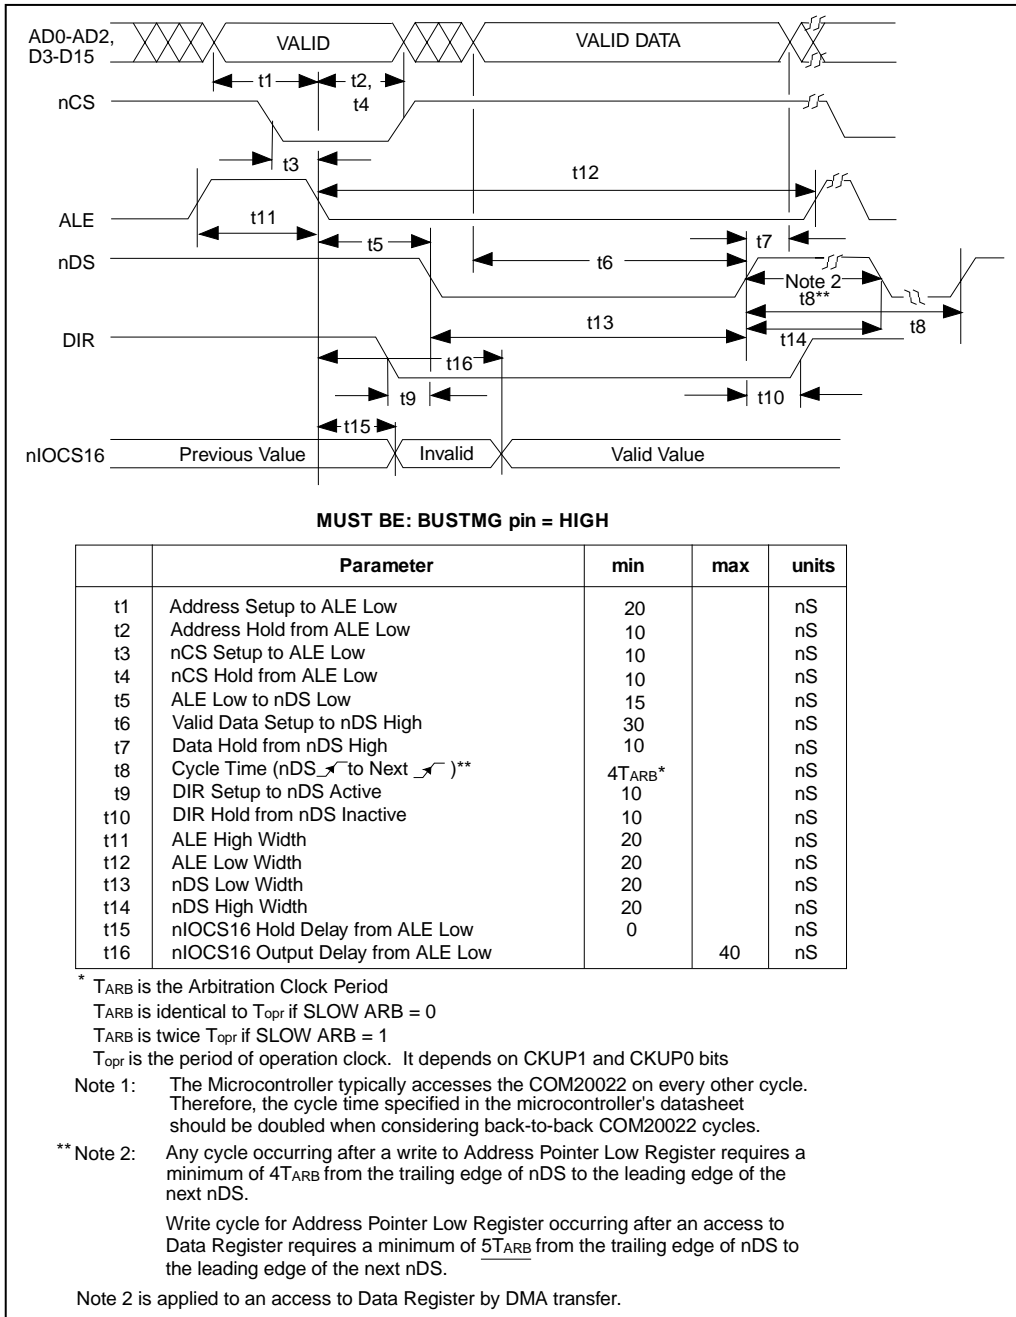 AD0-AD2,
D3-D15
VALID
VALID DATA
t1
t2,
t4
nCS
t3
t12
ALE
t11
t5
t7
nDS
t6
Note 2
t8**
t13
t8
DIR
t14
t16
t9
t10
t15
nIOCS16
Previous Value
Invalid
Valid Value
MUST BE: BUSTMG pin = HIGH
Parameter min max units
t1 Address Setup to ALE Low 20 nS
t2 Address Hold from ALE Low 10 nS
t3 nCS Setup to ALE Low 10 nS
t4 nCS Hold from ALE Low 10 nS
t5 ALE Low to nDS Low 15 nS
t6 Valid Data Setup to nDS High 30 nS
t7 Data Hold from nDS High 10 nS
t8 Cycle Time (nDS to Next )** 4TARB* nS
t9 DIR Setup to nDS Active 10 nS
t10 DIR Hold from nDS Inactive 10 nS
t11 ALE High Width 20 nS
t12 ALE Low Width 20 nS
t13 nDS Low Width 20 nS
t14 nDS High Width 20 nS
t15 nIOCS16 Hold Delay from ALE Low 0 nS
t16 nIOCS16 Output Delay from ALE Low 40 nS
* TARB is the Arbitration Clock Period
TARB is identical to Topr if SLOW ARB = 0
TARB is twice Topr if SLOW ARB = 1
Topr is the period of operation clock. It depends on CKUP1 and CKUP0 bits
Note 1: The Microcontroller typically accesses the COM20022 on every other cycle.
Therefore, the cycle time specified in the microcontroller's datasheet
should be doubled when considering back-to-back COM20022 cycles.
** Note 2: Any cycle occurring after a write to Address Pointer Low Register requires a
minimum of 4TARB from the trailing edge of nDS to the leading edge of the
next nDS.
Write cycle for Address Pointer Low Register occurring after an access to
Data Register requires a minimum of 5TARB from the trailing edge of nDS to
the leading edge of the next nDS.
Note 2 is applied to an access to Data Register by DMA transfer.